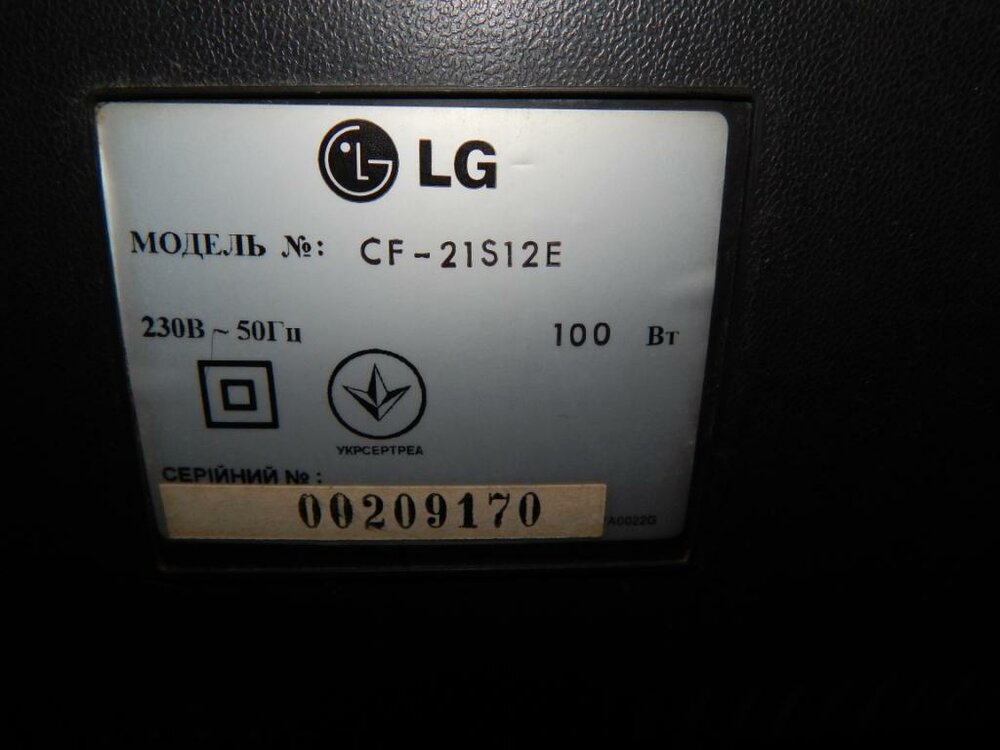 LG
МОДЕЛЬ №: CF-21S12E
230В ~ 50Гц 100 Вт
УКРСЕРТРЕА
СЕРІЙНИЙ №:
00209170